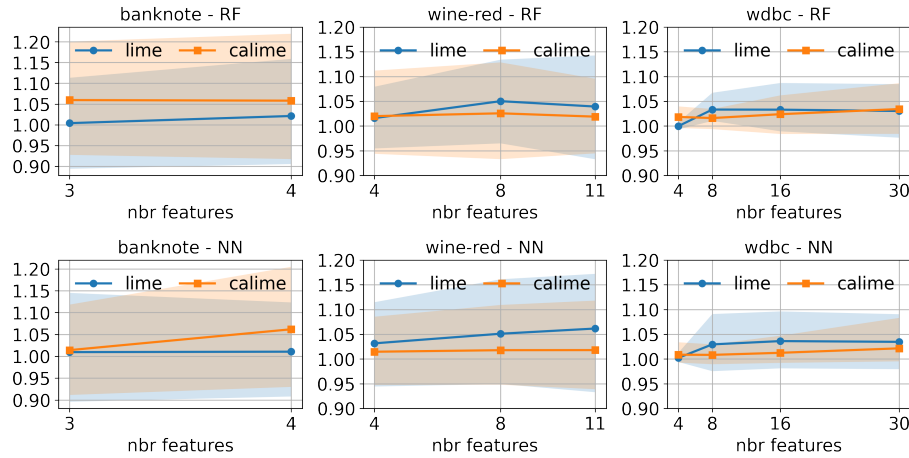 banknote - RF
wine-red - RF
wdbc - RF
1.20
1.15
1.10
1.05
1.00
0.95
0.90
lime
calime
3
4
nbr features
1.20
1.15
1.10
1.05
1.00
0.95
0.90
lime
calime
4
8
11
nbr features
1.20
1.15
1.10
1.05
1.00
0.95
0.90
lime
calime
4
8
16
30
nbr features
banknote - NN
wine-red - NN
wdbc - NN
1.20
1.15
1.10
1.05
1.00
0.95
0.90
lime
calime
3
4
nbr features
1.20
1.15
1.10
1.05
1.00
0.95
0.90
lime
calime
4
8
11
nbr features
1.20
1.15
1.10
1.05
1.00
0.95
0.90
lime
calime
4
8
16
30
nbr features